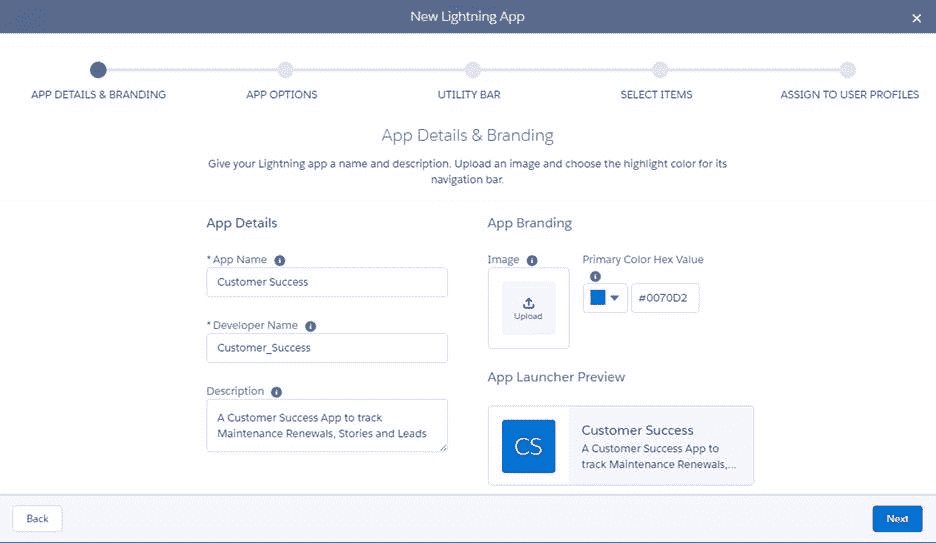 New Lightning App
APP DETAILS & BRANDING
APP OPTIONS
UTILITY BAR
SELECT ITEMS
ASSIGN TO USER PROFILES
App Details & Branding
Give your Lightning app a name and description. Upload an image and choose the highlight color for its
navigation bar.
App Details
* App Name
Customer Success
* Developer Name
Customer_Success
Description
A Customer Success App to track
Maintenance Renewals, Stories and Leads
App Branding
Image
Upload
Primary Color Hex Value
#0070D2
App Launcher Preview
CS
Customer Success
A Customer Success App to
track Maintenance Renewals,...
Back
Next